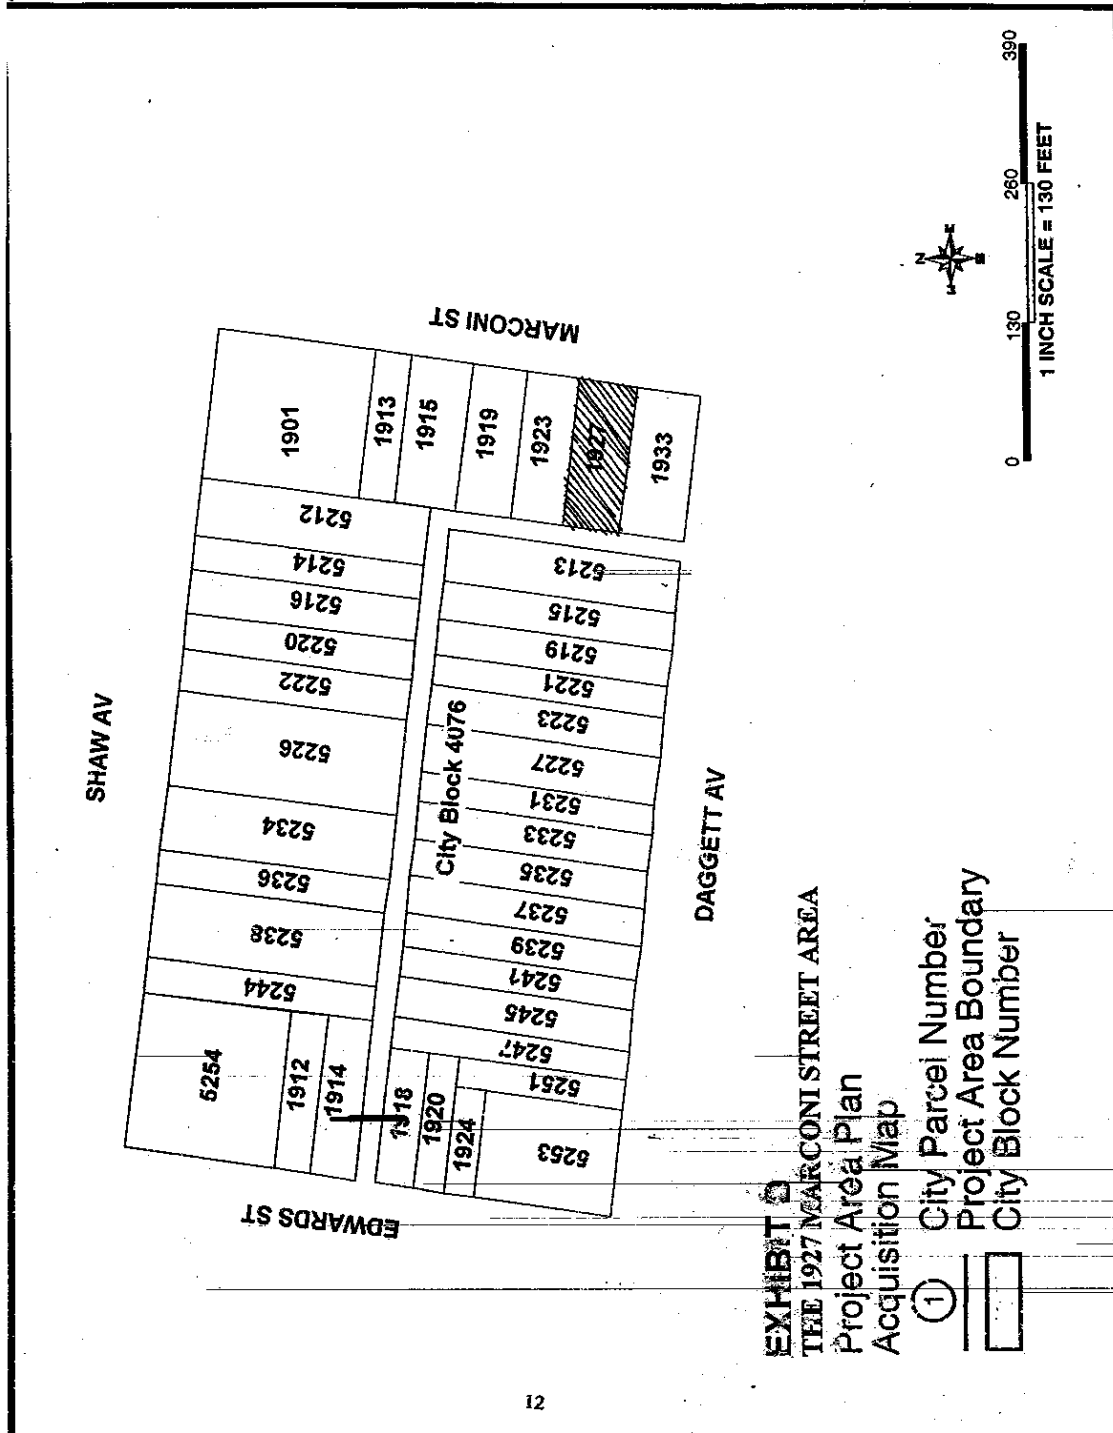 SHAW AV
MARCONI ST
1901
1913
1915
1919
1923
1927
1933
5212
5214
5216
5220
5222
5226
5234
5236
5238
5244
5254
1912
1914
City Block 4076
5213
5215
5219
5221
5223
5227
5231
5233
5235
5237
5239
5241
5245
5247
5251
5253
1918
1920
1924
EDWARDS ST
DAGGETT AV
N
0 130 260 390
1 INCH SCALE = 130 FEET
EXHIBIT D
THE 1927 MARCONI STREET AREA
Project Area Plan
Acquisition Map
1 City Parcel Number
Project Area Boundary
City Block Number
12